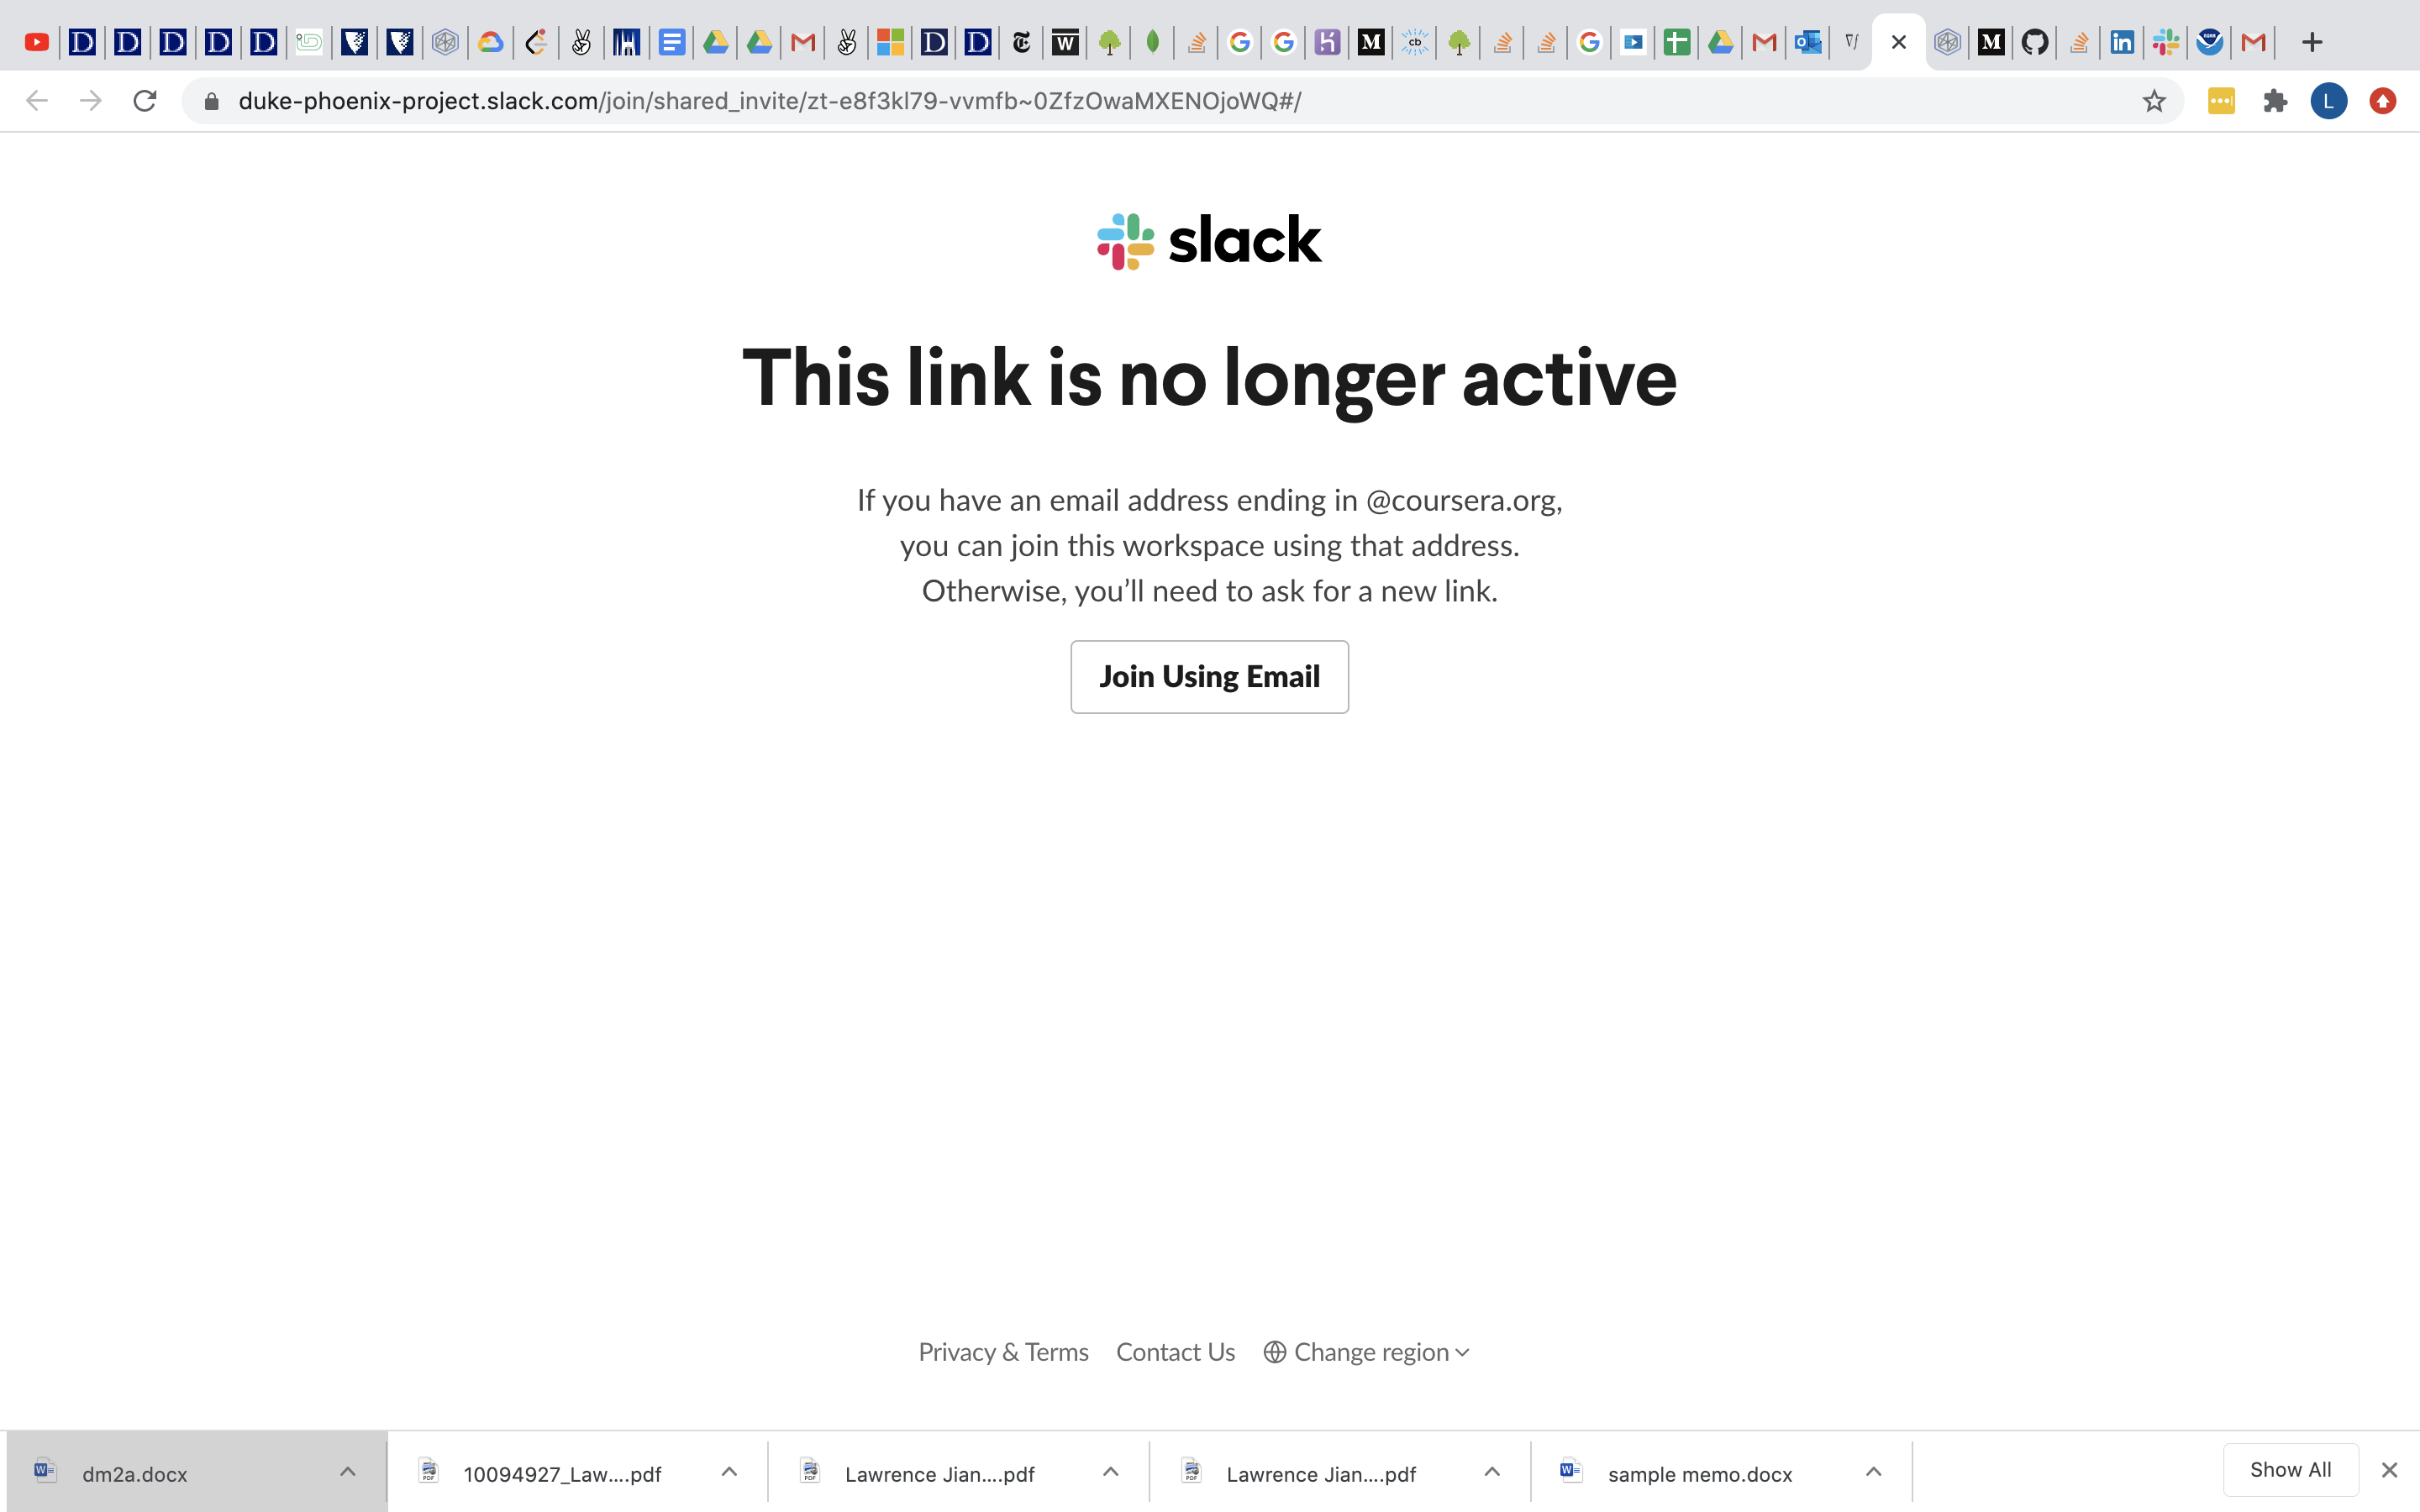 duke-phoenix-project.slack.com/join/shared_invite/zt-e8f3kl79-vvmfb~0ZfzOwaMXENOjoWQ#/
L
slack
This link is no longer active
If you have an email address ending in @coursera.org,
you can join this workspace using that address.
Otherwise, you’ll need to ask for a new link.
Join Using Email
Privacy & Terms Contact Us Change region
dm2a.docx 10094927_Law....pdf Lawrence Jian....pdf Lawrence Jian....pdf sample memo.docx Show All